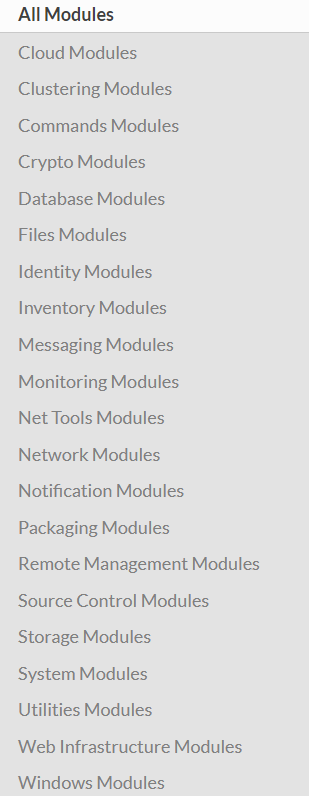 All Modules
Cloud Modules
Clustering Modules
Commands Modules
Crypto Modules
Database Modules
Files Modules
Identity Modules
Inventory Modules
Messaging Modules
Monitoring Modules
Net Tools Modules
Network Modules
Notification Modules
Packaging Modules
Remote Management Modules
Source Control Modules
Storage Modules
System Modules
Utilities Modules
Web Infrastructure Modules
Windows Modules